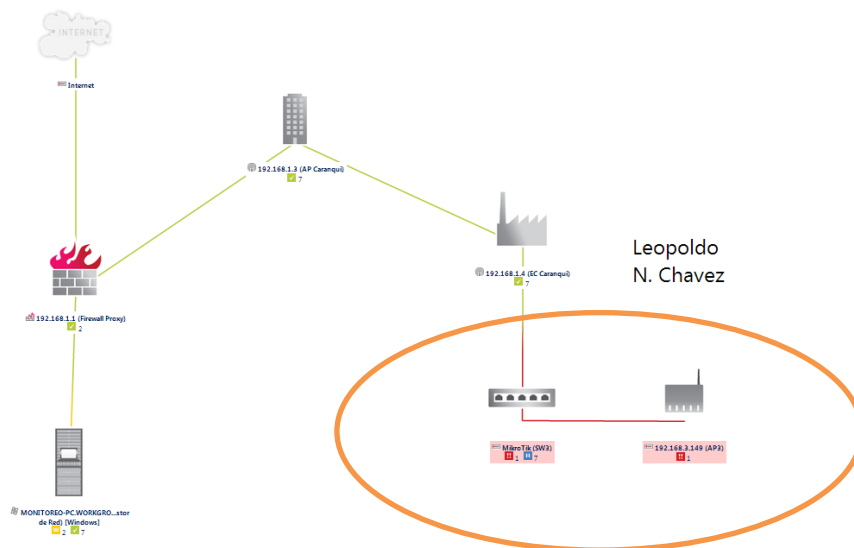 INTERNET
Internet
192.168.1.3 (AP Caranqui)
7
192.168.1.4 (EC Caranqui)
7
Leopoldo
N. Chavez
192.168.1.1 (Firewall Proxy)
2
MikroTik (SW3)
1 7
192.168.3.149 (AP3)
1
MONITOREO-PC.WORKGRO...stor
de Red) [Windows]
2 7